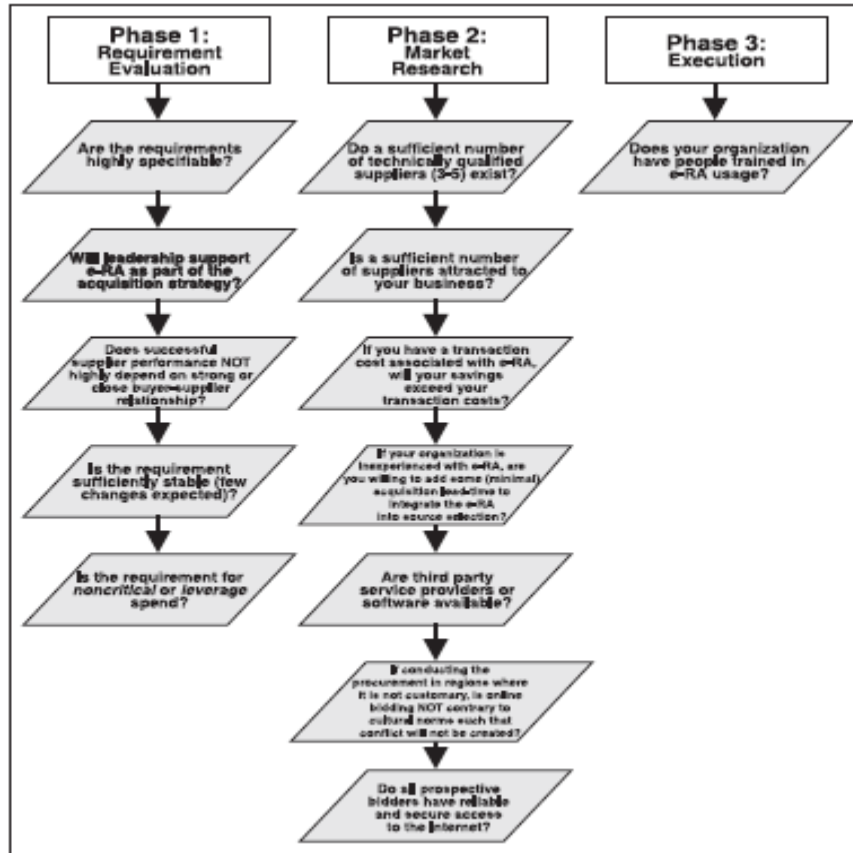 Phase 1:
Requirement
Evaluation
Are the requirements
highly specifiable?
Will leadership support
e-RA as part of the
acquisition strategy?
Does successful
supplier performance NOT
highly depend on strong or
close buyer-supplier
relationship?
Is the requirement
sufficiently stable (few
changes expected)?
Is the requirement for
noncritical or leverage
spend?
Phase 2:
Market
Research
Do a sufficient number
of technically qualified
suppliers (3-5) exist?
Is a sufficient number
of suppliers attracted to
your business?
If you have a transaction
cost associated with e-RA,
will your savings
exceed your
transaction costs?
If your organization is
inexperienced with e-RA, are
you willing to add some (minimal)
acquisition lead-time to
integrate the e-RA
into source selection?
Are third party
service providers or
software available?
If conducting the
procurement in regions where
it is not customary, is online
bidding NOT contrary to
cultural norms such that
conflict will not be created?
Do all prospective
bidders have reliable
and secure access
to the Internet?
Phase 3:
Execution
Does your organization
have people trained in
e-RA usage?